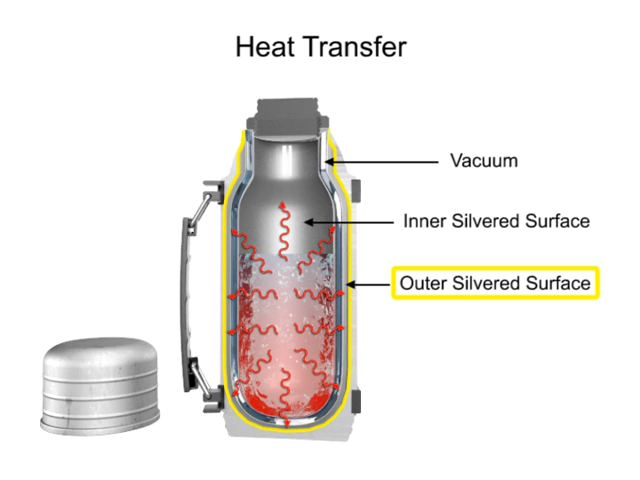 Heat Transfer
Vacuum
Inner Silvered Surface
Outer Silvered Surface